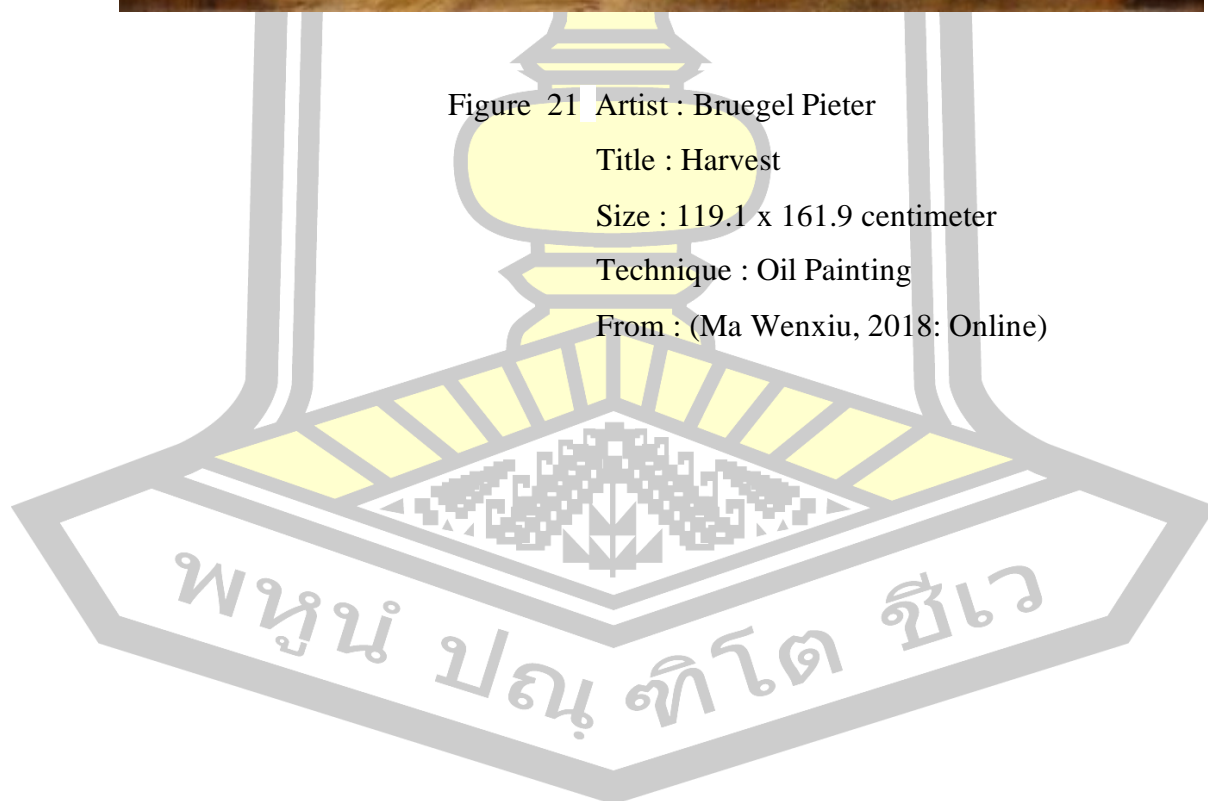 Figure 21 Artist : Bruegel Pieter
Title : Harvest
Size : 119.1 x 161.9 centimeter
Technique : Oil Painting
From : (Ma Wenxiu, 2018: Online)
พหูนํ ปณฺฑิโต ชีเว